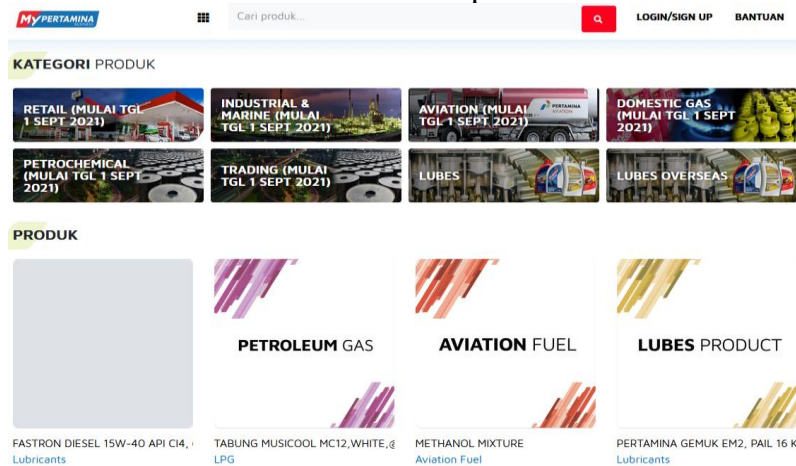 MyPERTAMINA
Cari produk...
LOGIN/SIGN UP
BANTUAN
KATEGORI PRODUK
RETAIL (MULAI TGL
1 SEPT 2021)
INDUSTRIAL &
MARINE (MULAI
TGL 1 SEPT 2021)
AVIATION (MULAI
TGL 1 SEPT 2021)
PERTAMINA
AVIATION
DOMESTIC GAS
(MULAI TGL 1 SEPT
2021)
PETROCHEMICAL
(MULAI TGL 1 SEPT
2021)
TRADING (MULAI
TGL 1 SEPT 2021)
LUBES
LUBES OVERSEAS
PRODUK
PETROLEUM GAS
AVIATION FUEL
LUBES PRODUCT
FASTRON DIESEL 15W-40 API CI4,
Lubricants
TABUNG MUSICOOL MC12,WHITE,@
LPG
METHANOL MIXTURE
Aviation Fuel
PERTAMINA GEMUK EM2, PAIL 16 K
Lubricants